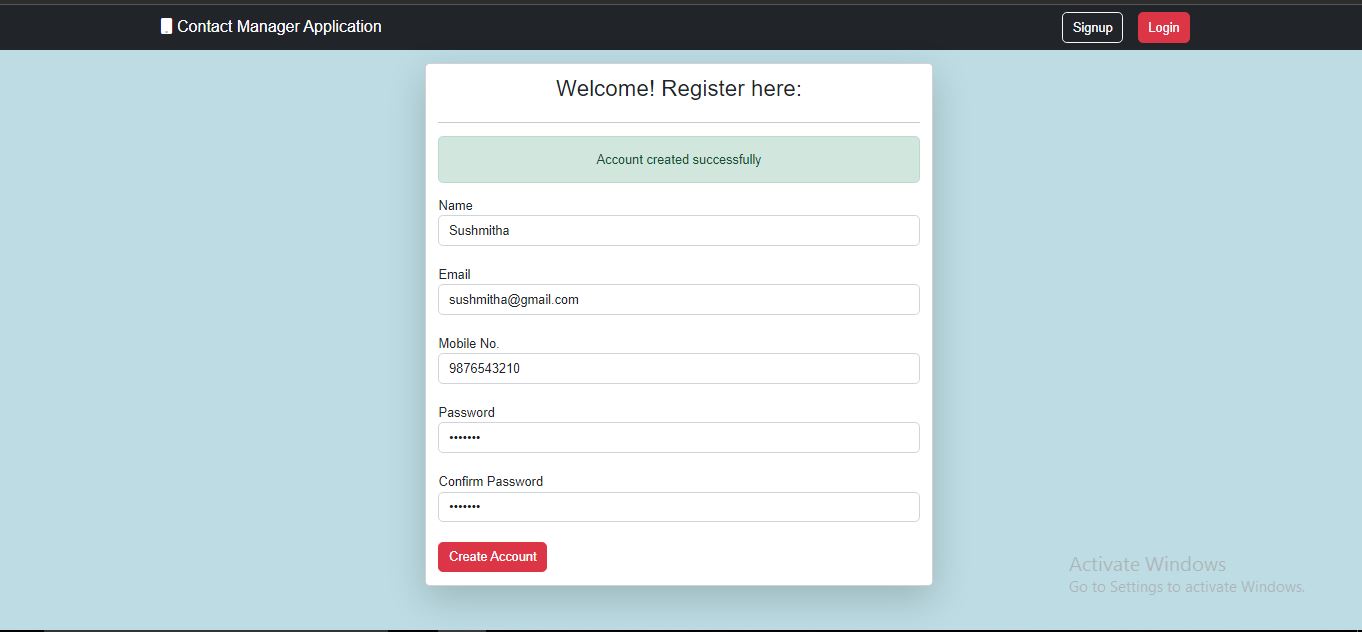 Contact Manager Application
Signup
Login
Welcome! Register here:
Account created successfully
Name
Sushmitha
Email
sushmitha@gmail.com
Mobile No.
9876543210
Password
•••••••
Confirm Password
•••••••
Create Account
Activate Windows
Go to Settings to activate Windows.